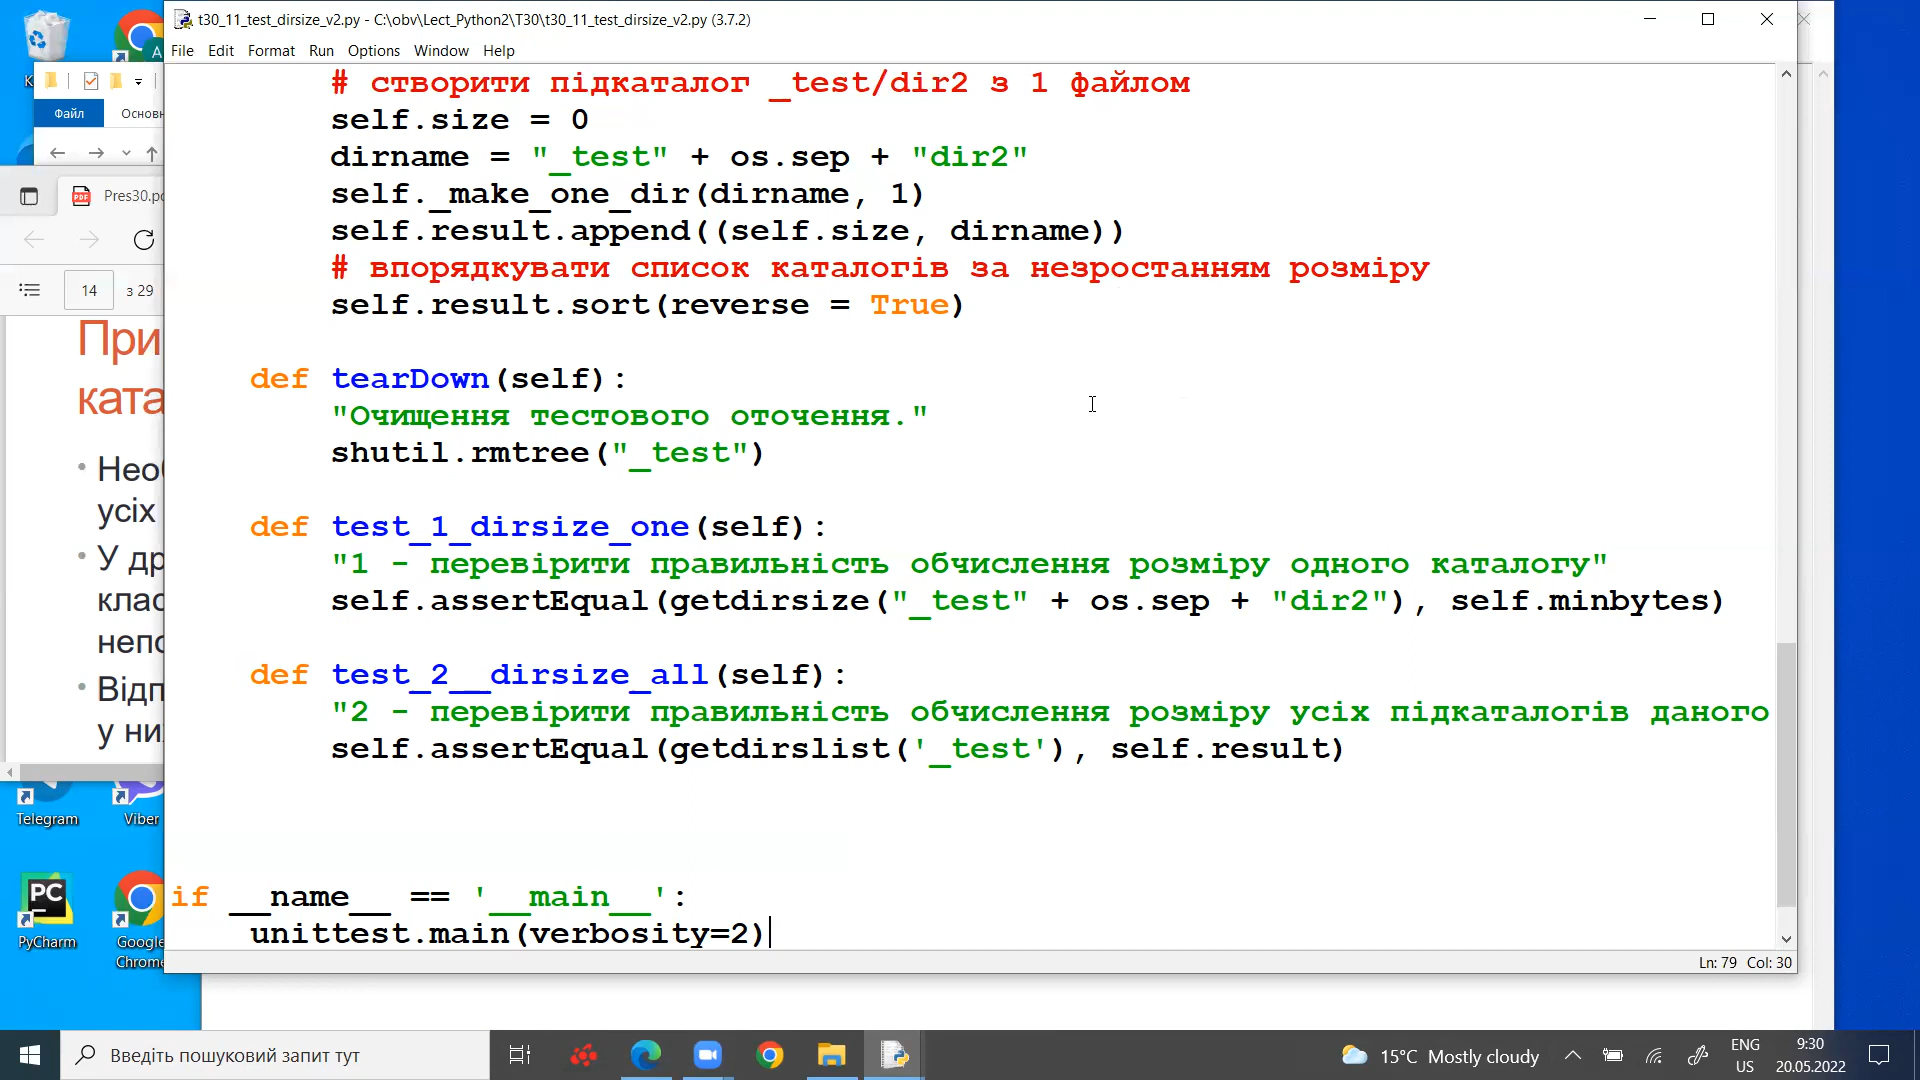 t30_11_test_dirsize_v2.py - C:\obv\Lect_Python2\T30\t30_11_test_dirsize_v2.py (3.7.2)
File Edit Format Run Options Window Help
# створити підкаталог _test/dir2 з 1 файлом
self.size = 0
dirname = "_test" + os.sep + "dir2"
self._make_one_dir(dirname, 1)
self.result.append((self.size, dirname))
# впорядкувати список каталогів за незростанням розміру
self.result.sort(reverse = True)
def tearDown(self):
"Очищення тестового оточення."
shutil.rmtree("_test")
def test_1_dirsize_one(self):
"1 - перевірити правильність обчислення розміру одного каталогу"
self.assertEqual(getdirsize("_test" + os.sep + "dir2"), self.minbytes)
def test_2__dirsize_all(self):
"2 - перевірити правильність обчислення розміру усіх підкаталогів даного
self.assertEqual(getdirslist('_test'), self.result)
if __name__ == '__main__':
unittest.main(verbosity=2)
Ln: 79 Col: 30
Файл
14 з 29
усіх
Telegram
Viber
PyCharm
Google Chrome
Введіть пошуковий запит тут
15°C Mostly cloudy
ENG
US
9:30
20.05.2022